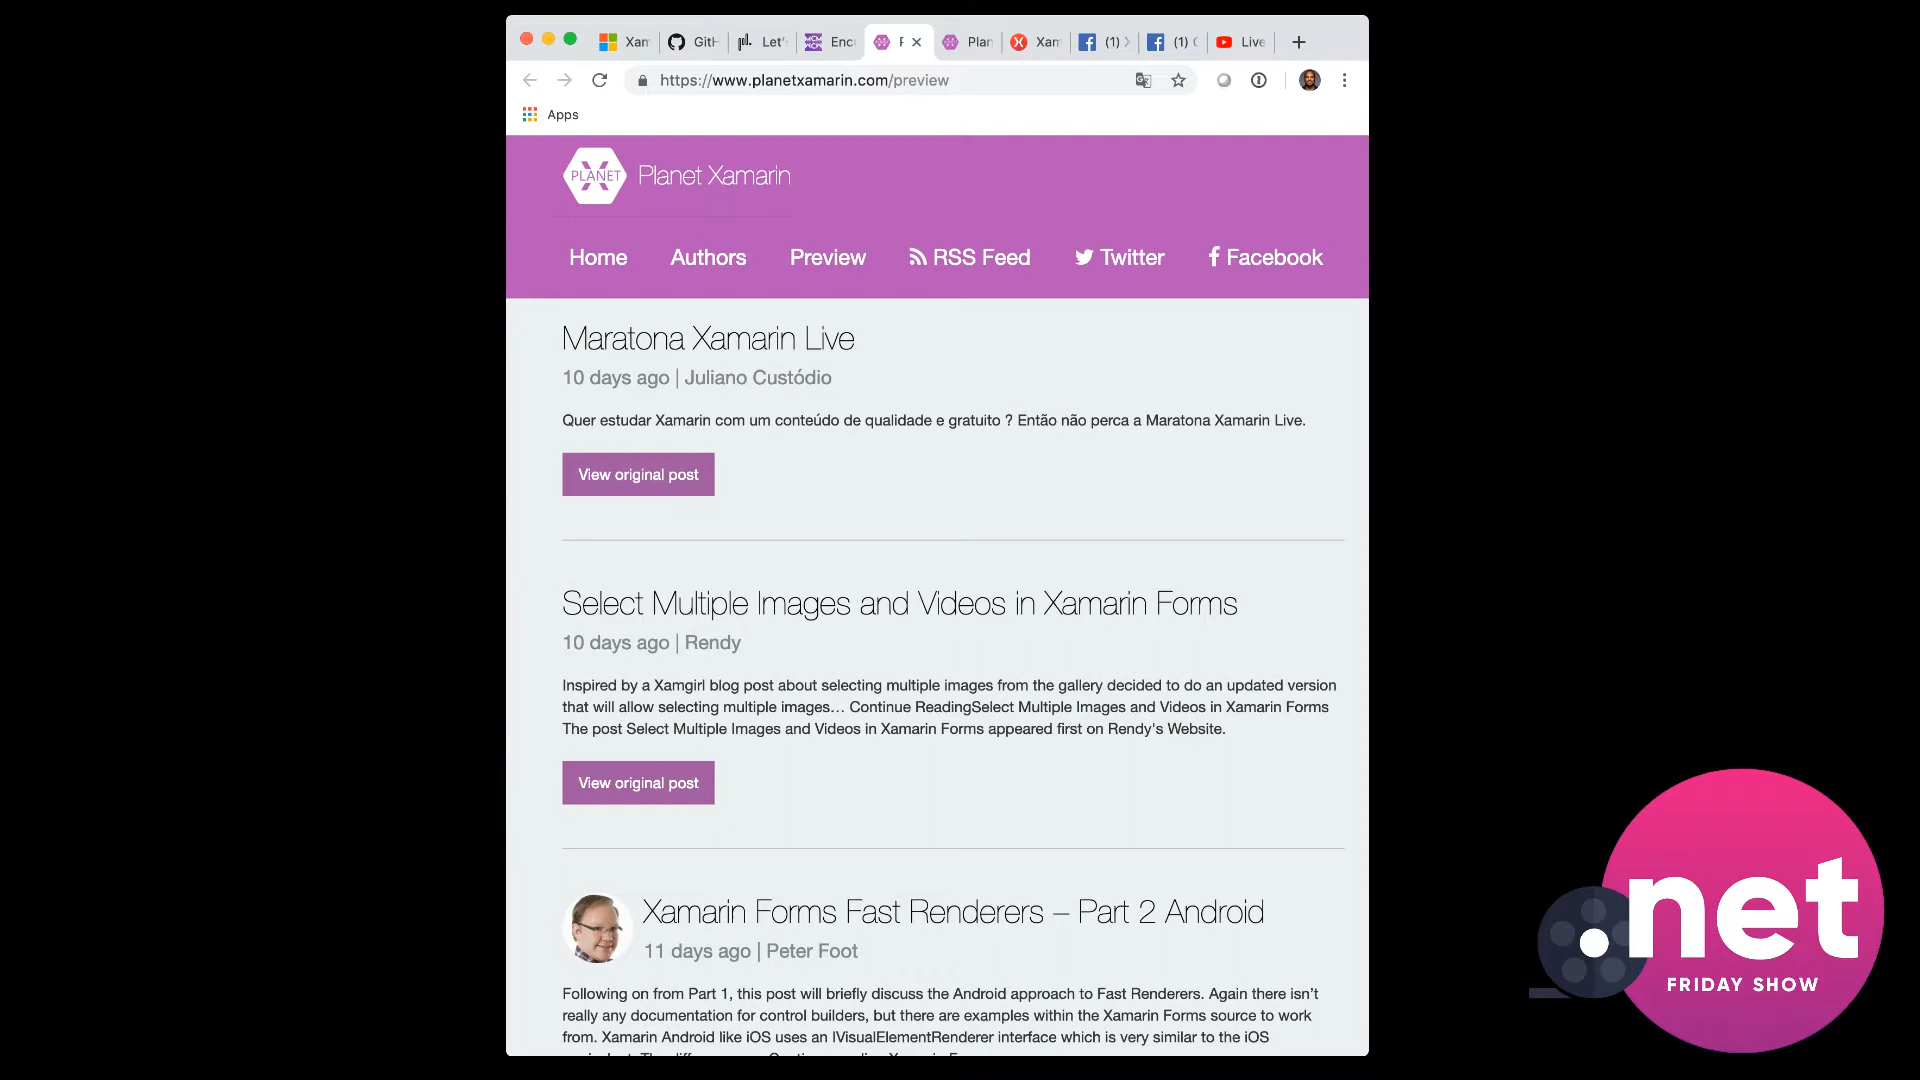 Xam
GitH
Let'
Enc
Plan
Xam
(1)
(1)
Live
https://www.planetxamarin.com/preview
Apps
PLANET
Planet Xamarin
Home
Authors
Preview
RSS Feed
Twitter
Facebook
Maratona Xamarin Live
10 days ago | Juliano Custódio
Quer estudar Xamarin com um conteúdo de qualidade e gratuito ? Então não perca a Maratona Xamarin Live.
View original post
Select Multiple Images and Videos in Xamarin Forms
10 days ago | Rendy
Inspired by a Xamgirl blog post about selecting multiple images from the gallery decided to do an updated version
that will allow selecting multiple images… Continue ReadingSelect Multiple Images and Videos in Xamarin Forms
The post Select Multiple Images and Videos in Xamarin Forms appeared first on Rendy's Website.
View original post
Xamarin Forms Fast Renderers – Part 2 Android
11 days ago | Peter Foot
Following on from Part 1, this post will briefly discuss the Android approach to Fast Renderers. Again there isn’t
really any documentation for control builders, but there are examples within the Xamarin Forms source to work
from. Xamarin Android like iOS uses an IVisualElementRenderer interface which is very similar to the iOS
.net
FRIDAY SHOW